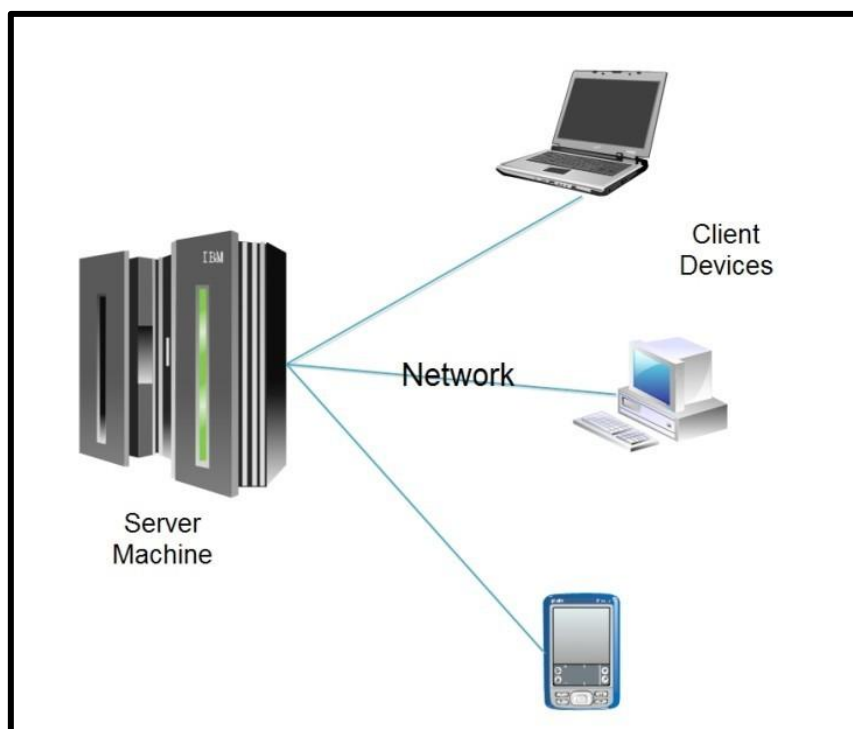 Client
Devices
IBM
Network
Server
Machine